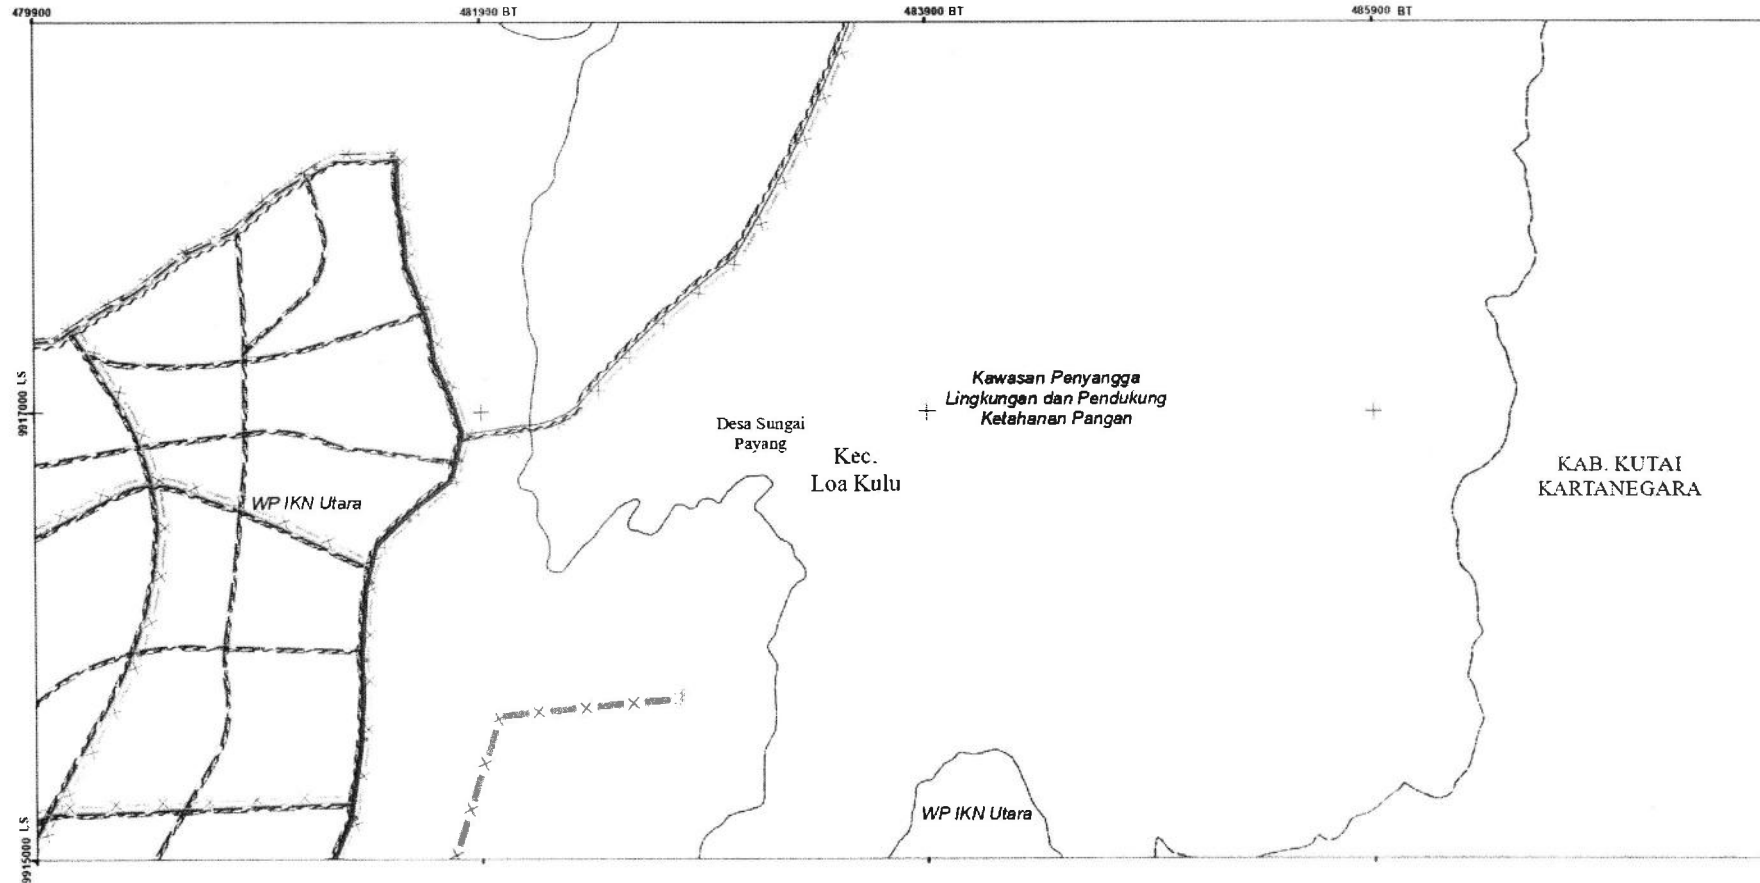 479900
481900 BT
483900 BT
485900 BT
9917000 LS
Kawasan Penyangga
Lingkungan dan Pendukung
Ketahanan Pangan
Desa Sungai
Payang
Kec.
Loa Kulu
KAB. KUTAI
KARTANEGARA
WP IKN Utara
WP IKN Utara
9915000 LS